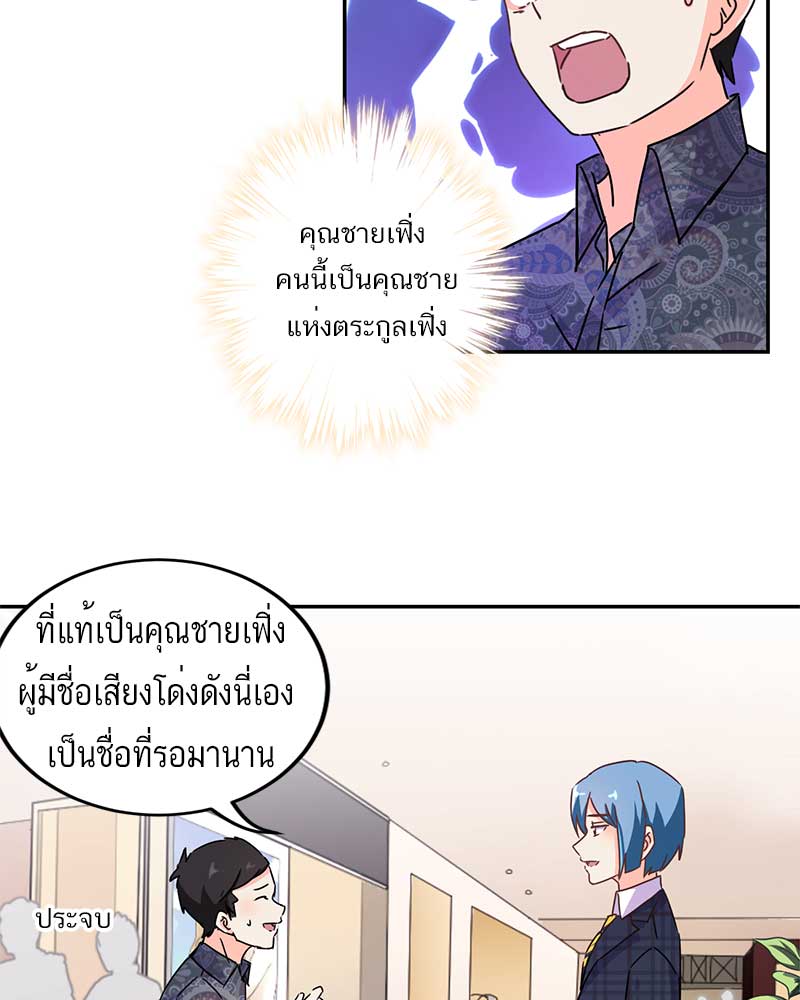 คุณชายเฟิ่ง
คนนี้เป็นคุณชาย
แห่งตระกูลเฟิ่ง
ที่แท้เป็นคุณชายเฟิ่ง
ผู้มีชื่อเสียงโด่งดังนี่เอง
เป็นชื่อที่รอมานาน
ประจบ